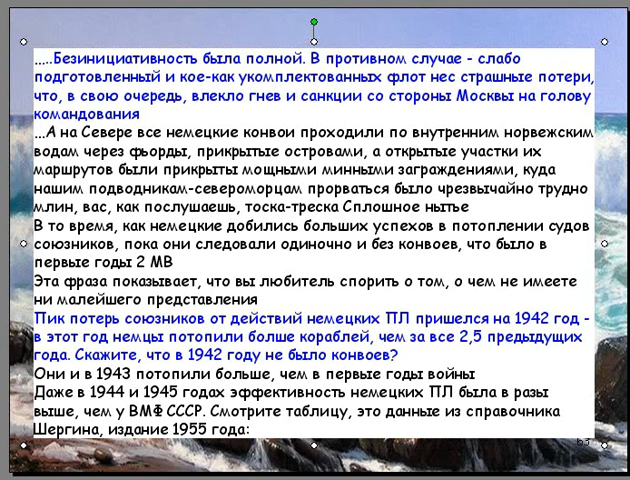 .....Безинициативность была полной. В противном случае - слабо
подготовленный и кое-как укомплектованных флот нес страшные потери,
что, в свою очередь, влекло гнев и санкции со стороны Москвы на голову
командования
...А на Севере все немецкие конвои проходили по внутренним норвежским
водам через фьорды, прикрытые островами, а открытые участки их
маршрутов были прикрыты мощными минными заграждениями, куда
нашим подводникам-североморцам прорваться было чрезвычайно трудно
млин, вас, как послушаешь, тоска-треска Сплошное нытье
В то время, как немецкие добились больших успехов в потоплении судов
союзников, пока они следовали одиночно и без конвоев, что было в
первые годы 2 МВ
Эта фраза показывает, что вы любитель спорить о том, о чем не имеете
ни малейшего представления
Пик потерь союзников от действий немецких ПЛ пришелся на 1942 год -
в этот год немцы потопили болше кораблей, чем за все 2,5 предыдущих
года. Скажите, что в 1942 году не было конвоев?
Они и в 1943 потопили больше, чем в первые годы войны
Даже в 1944 и 1945 годах эффективность немецких ПЛ была в разы
выше, чем у ВМФ СССР. Смотрите таблицу, это данные из справочника
Шергина, издание 1955 года: